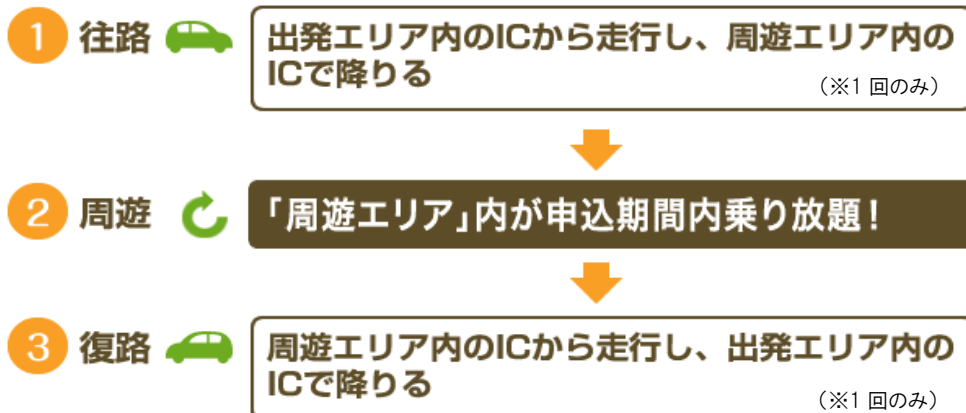 1 往路
出発エリア内のICから走行し、周遊エリア内の
ICで降りる
（※1 回のみ）
2 周遊
「周遊エリア」内が申込期間内乗り放題！
3 復路
周遊エリア内のICから走行し、出発エリア内の
ICで降りる
（※1 回のみ）